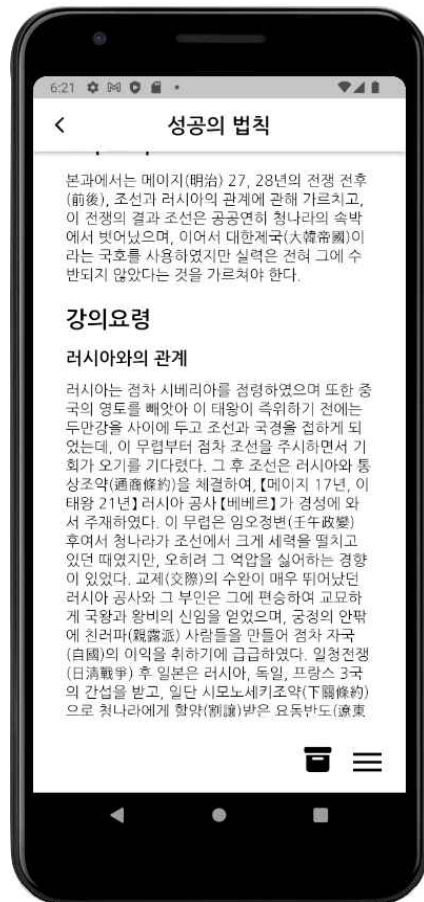 6:21
성공의 법칙
본과에서는 메이지(明治) 27, 28년의 전쟁 전후
(前後), 조선과 러시아의 관계에 관해 가르치고,
이 전쟁의 결과 조선은 공공연히 청나라의 속박
에서 벗어났으며, 이어서 대한제국(大韓帝國)이
라는 국호를 사용하였지만 실력은 전혀 그에 수
반되지 않았다는 것을 가르쳐야 한다.
강의요령
러시아와의 관계
러시아는 점차 시베리아를 점령하였으며 또한 중
국의 영토를 빼앗아 이 태왕이 즉위하기 전에는
두만강을 사이에 두고 조선과 국경을 접하게 되
었는데, 이 무렵부터 점차 조선을 주시하면서 기
회가 오기를 기다렸다. 그 후 조선은 러시아와 통
상조약(通商條約)을 체결하여,【메이지 17년, 이
태왕 21년】러시아 공사【베베르】가 경성에 와
서 주재하였다. 이 무렵은 임오정변(壬午政變)
후여서 청나라가 조선에서 크게 세력을 떨치고
있던 때였지만, 오히려 그 억압을 싫어하는 경향
이 있었다. 교제(交際)의 수완이 매우 뛰어났던
러시아 공사와 그 부인은 그에 편승하여 교묘하
게 국왕과 왕비의 신임을 얻었으며, 궁정의 안팎
에 친러파(親露派) 사람들을 만들어 점차 자국
(自國)의 이익을 취하기에 급급하였다. 일청전쟁
(日淸戰爭) 후 일본은 러시아, 독일, 프랑스 3국
의 간섭을 받고, 일단 시모노세키조약(下關條約)
으로 청나라에게 할양(割讓)받은 요동반도(遼東